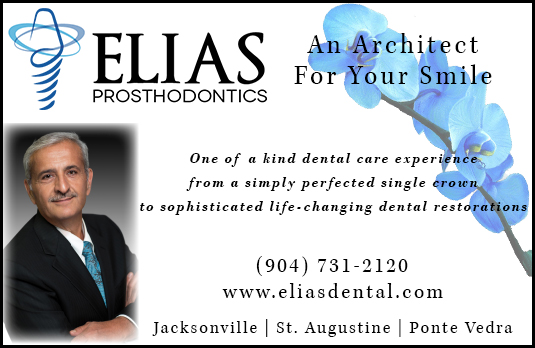 ELIAS
PROSTHODONTICS
An Architect
For Your Smile
One of a kind dental care experience
from a simply perfected single crown
to sophisticated life-changing dental restorations
(904) 731-2120
www.eliasdental.com
Jacksonville | St. Augustine | Ponte Vedra